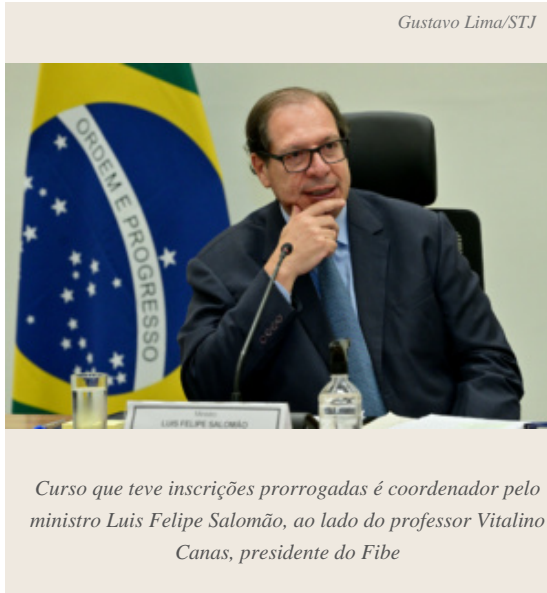 Gustavo Lima/STJ
ORDEM E PROGRESSO
LUIS FELIPE SALOMÃO
Curso que teve inscrições prorrogadas é coordenador pelo
ministro Luis Felipe Salomão, ao lado do professor Vitalino
Canas, presidente do Fibe